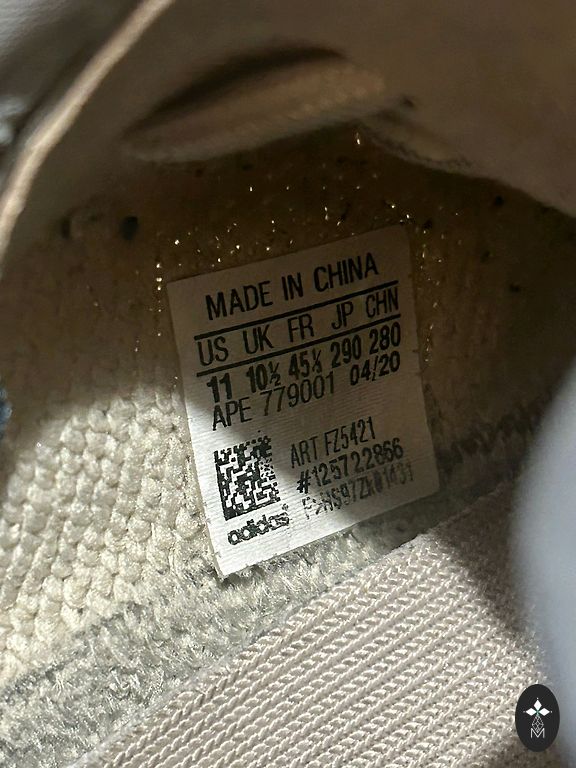 MADE IN CHINA
US UK FR JP CHN
11 10½ 45⅓ 290 280
APE 779001 04/20
ART FZ5421
#125722866
adidas
M